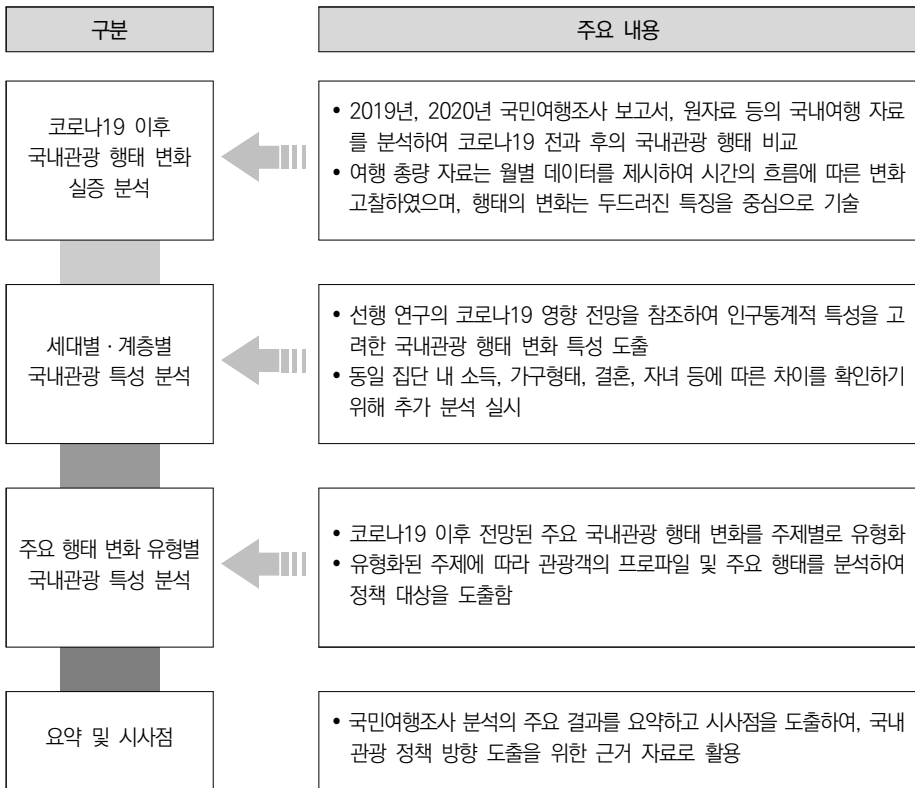 구분
주요 내용
코로나19 이후
국내관광 행태 변화
실증 분석
• 2019년, 2020년 국민여행조사 보고서, 원자료 등의 국내여행 자료
를 분석하여 코로나19 전과 후의 국내관광 행태 비교
• 여행 총량 자료는 월별 데이터를 제시하여 시간의 흐름에 따른 변화
고찰하였으며, 행태의 변화는 두드러진 특징을 중심으로 기술
세대별·계층별
국내관광 특성 분석
• 선행 연구의 코로나19 영향 전망을 참조하여 인구통계적 특성을 고
려한 국내관광 행태 변화 특성 도출
• 동일 집단 내 소득, 가구형태, 결혼, 자녀 등에 따른 차이를 확인하기
위해 추가 분석 실시
주요 행태 변화 유형별
국내관광 특성 분석
• 코로나19 이후 전망된 주요 국내관광 행태 변화를 주제별로 유형화
• 유형화된 주제에 따라 관광객의 프로파일 및 주요 행태를 분석하여
정책 대상을 도출함
요약 및 시사점
• 국민여행조사 분석의 주요 결과를 요약하고 시사점을 도출하여, 국내
관광 정책 방향 도출을 위한 근거 자료로 활용